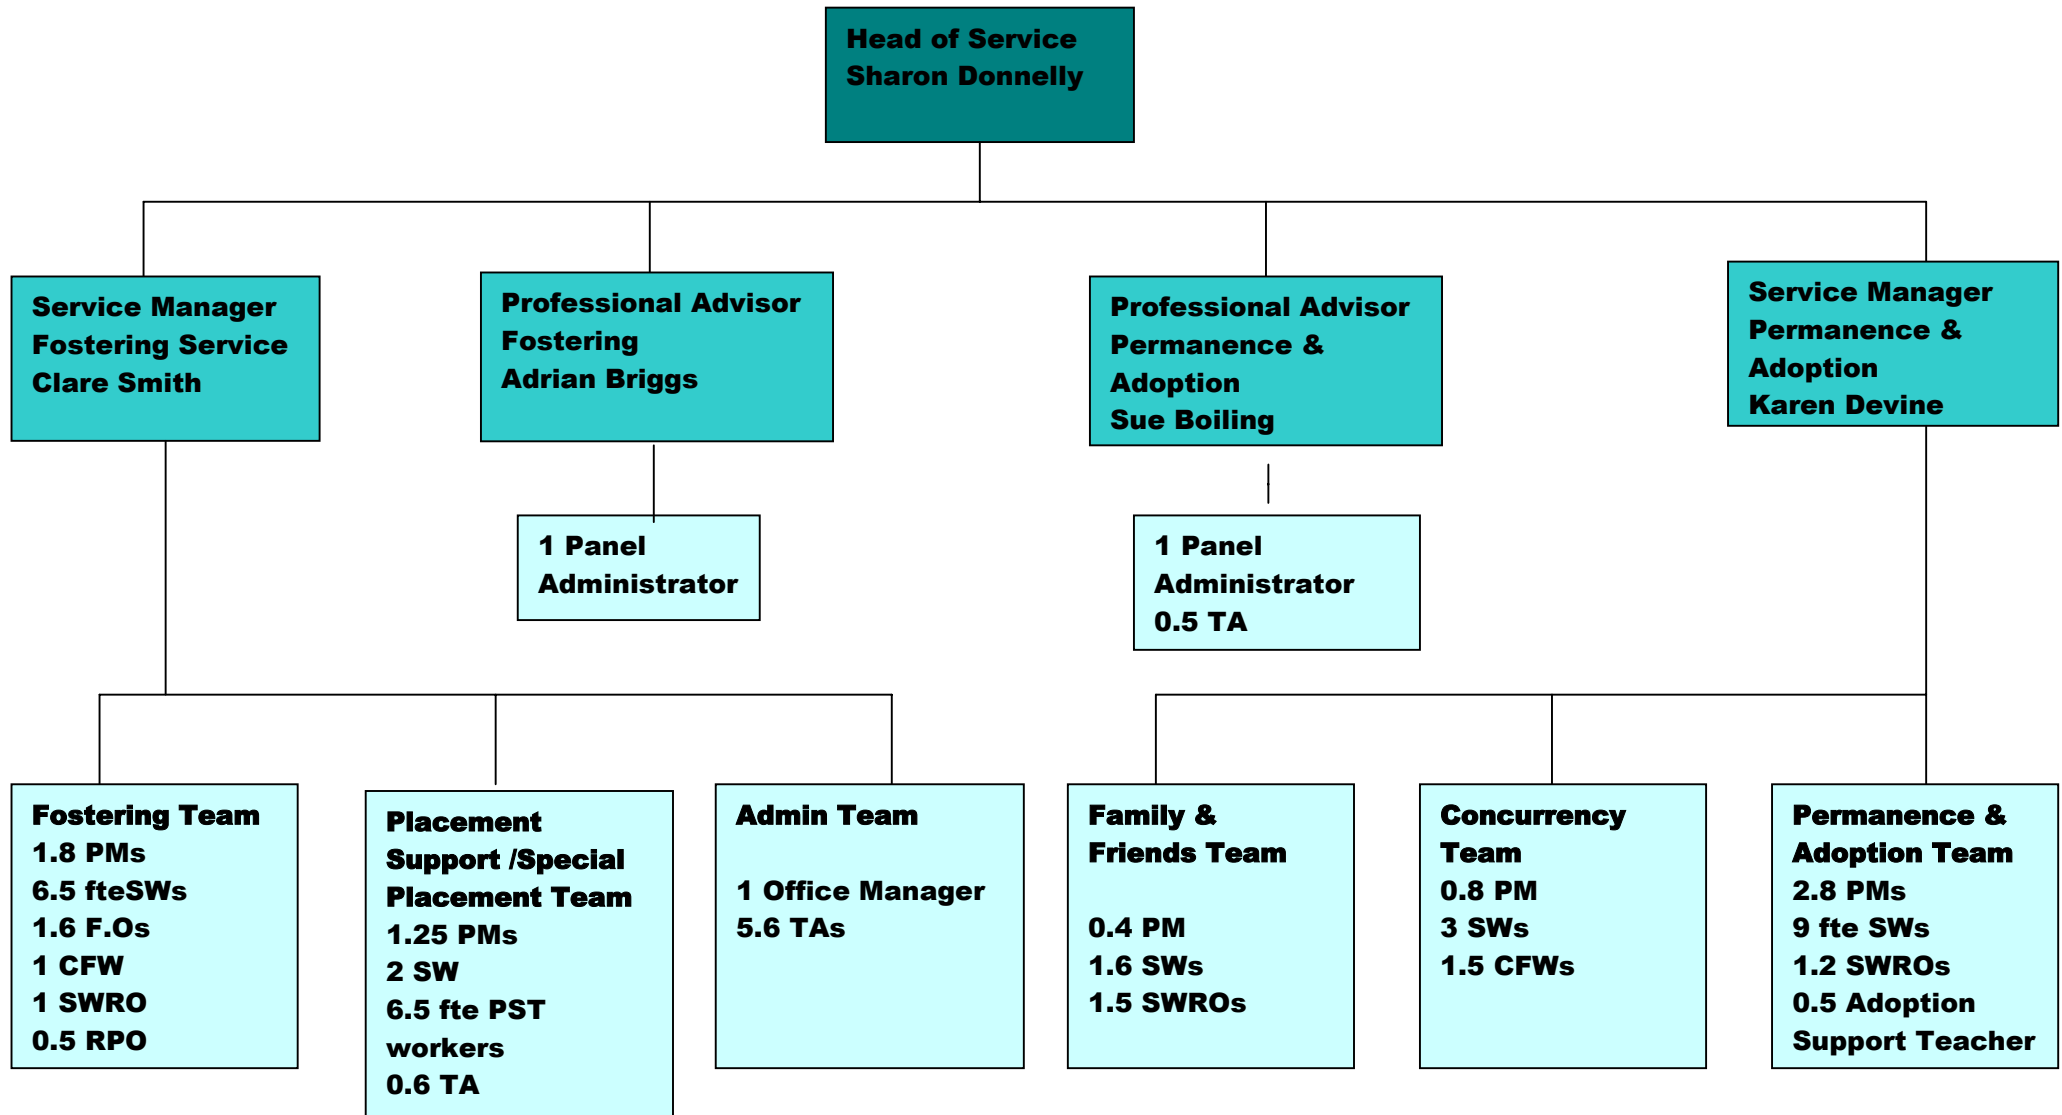 Head of Service
Sharon Donnelly
Service Manager
Fostering Service
Clare Smith
Professional Advisor
Fostering
Adrian Briggs
Professional Advisor
Permanence &
Adoption
Sue Boiling
Service Manager
Permanence &
Adoption
Karen Devine
1 Panel
Administrator
1 Panel
Administrator
0.5 TA
Fostering Team
1.8 PMs
6.5 fteSWs
1.6 F.Os
1 CFW
1 SWRO
0.5 RPO
Placement
Support /Special
Placement Team
1.25 PMs
2 SW
6.5 fte PST
workers
0.6 TA
Admin Team
1 Office Manager
5.6 TAs
Family &
Friends Team
0.4 PM
1.6 SWs
1.5 SWROs
Concurrency
Team
0.8 PM
3 SWs
1.5 CFWs
Permanence &
Adoption Team
2.8 PMs
9 fte SWs
1.2 SWROs
0.5 Adoption
Support Teacher